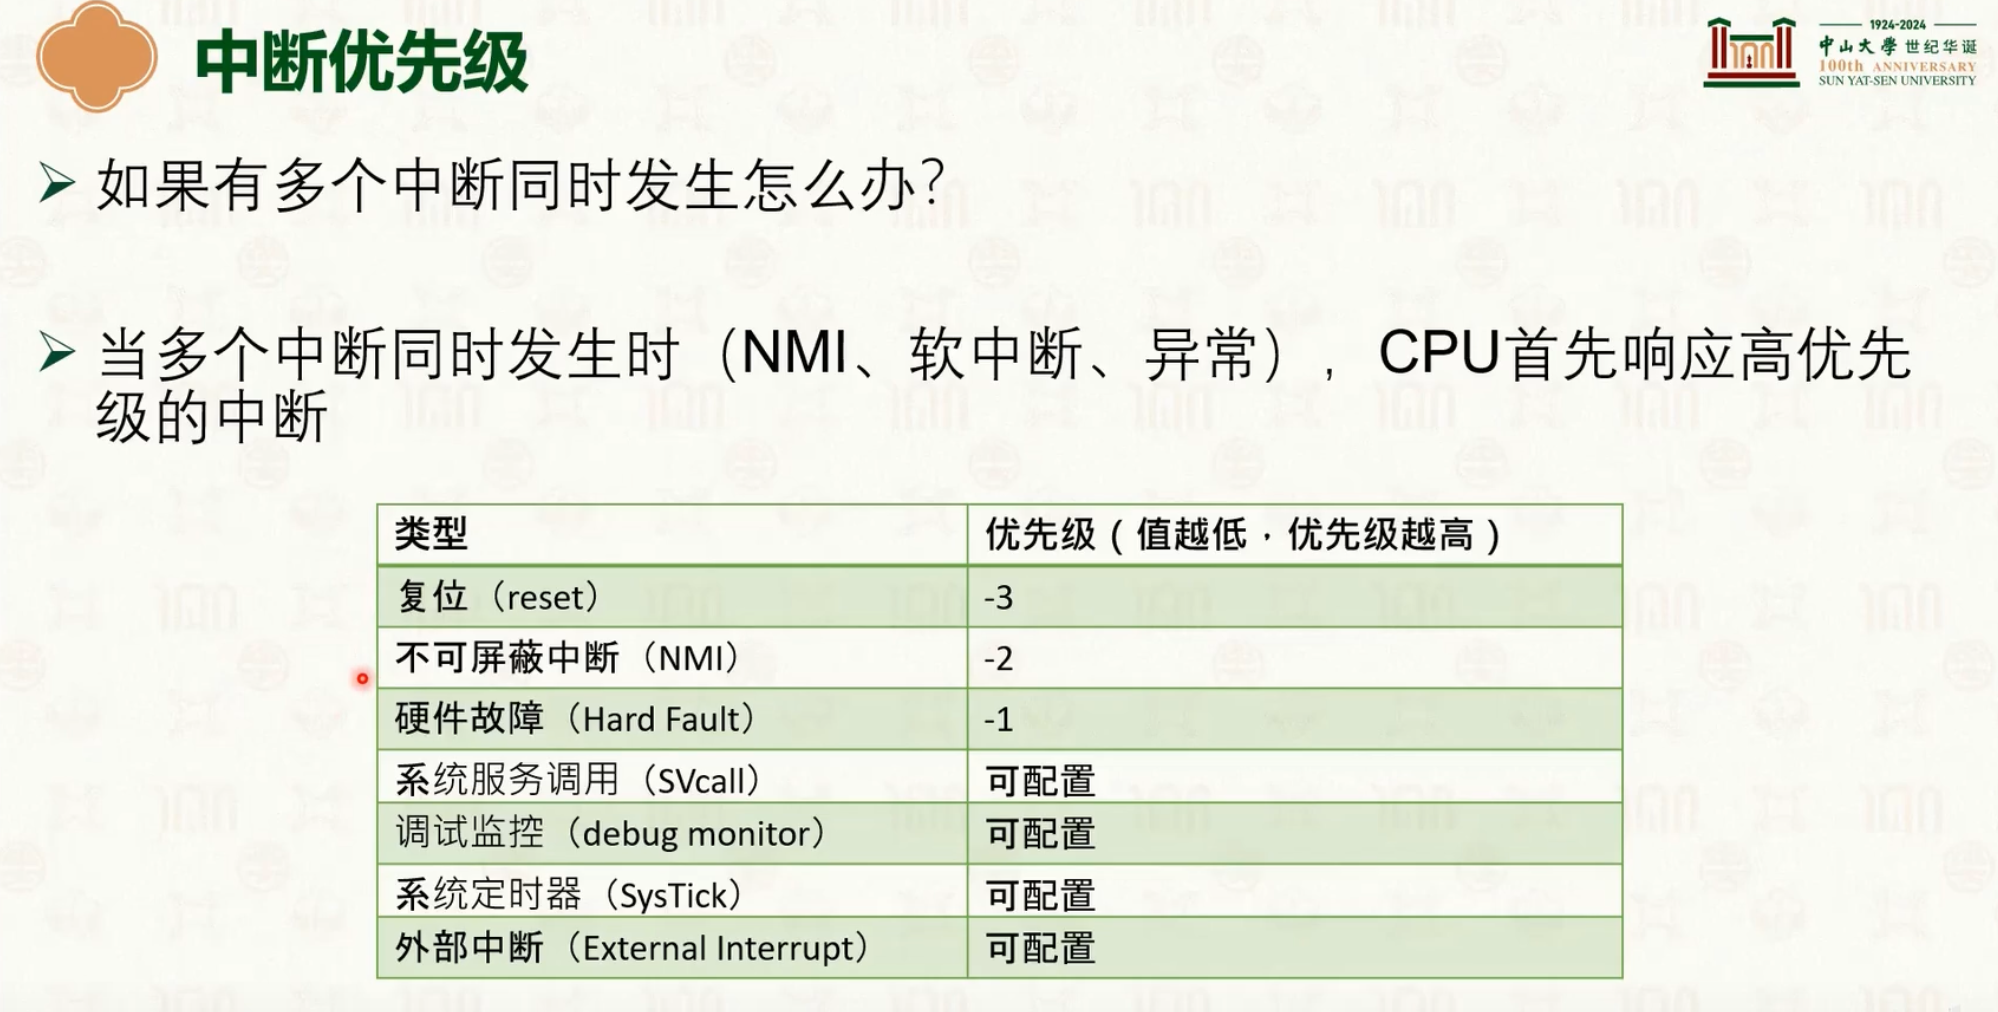 中断优先级
1924-2024
中山大學 世纪华诞
100th ANNIVERSARY
SUN YAT-SEN UNIVERSITY
如果有多个中断同时发生怎么办？
当多个中断同时发生时（NMI、软中断、异常），CPU首先响应高优先
级的中断
类型 优先级（值越低，优先级越高）
复位（reset） -3
不可屏蔽中断（NMI） -2
硬件故障（Hard Fault） -1
系统服务调用（SVcall） 可配置
调试监控（debug monitor） 可配置
系统定时器（SysTick） 可配置
外部中断（External Interrupt） 可配置